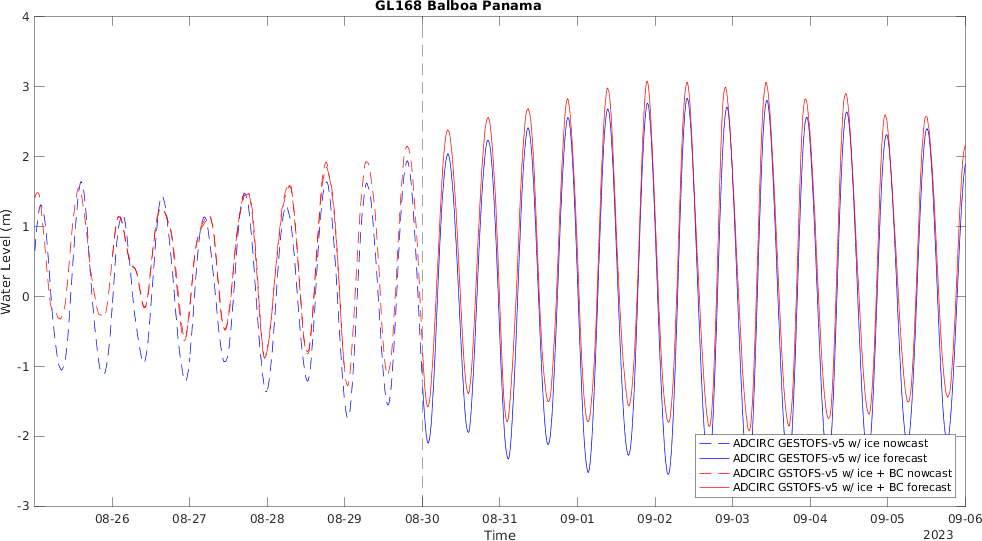 GL168 Balboa Panama
4
3
2
1
0
-1
-2
-3
Water Level (m)
ADCIRC GESTOFS-v5 w/ ice nowcast
ADCIRC GESTOFS-v5 w/ ice forecast
ADCIRC GSTOFS-v5 w/ ice + BC nowcast
ADCIRC GSTOFS-v5 w/ ice + BC forecast
08-26 08-27 08-28 08-29 08-30 08-31 09-01 09-02 09-03 09-04 09-05 09-06
Time
2023